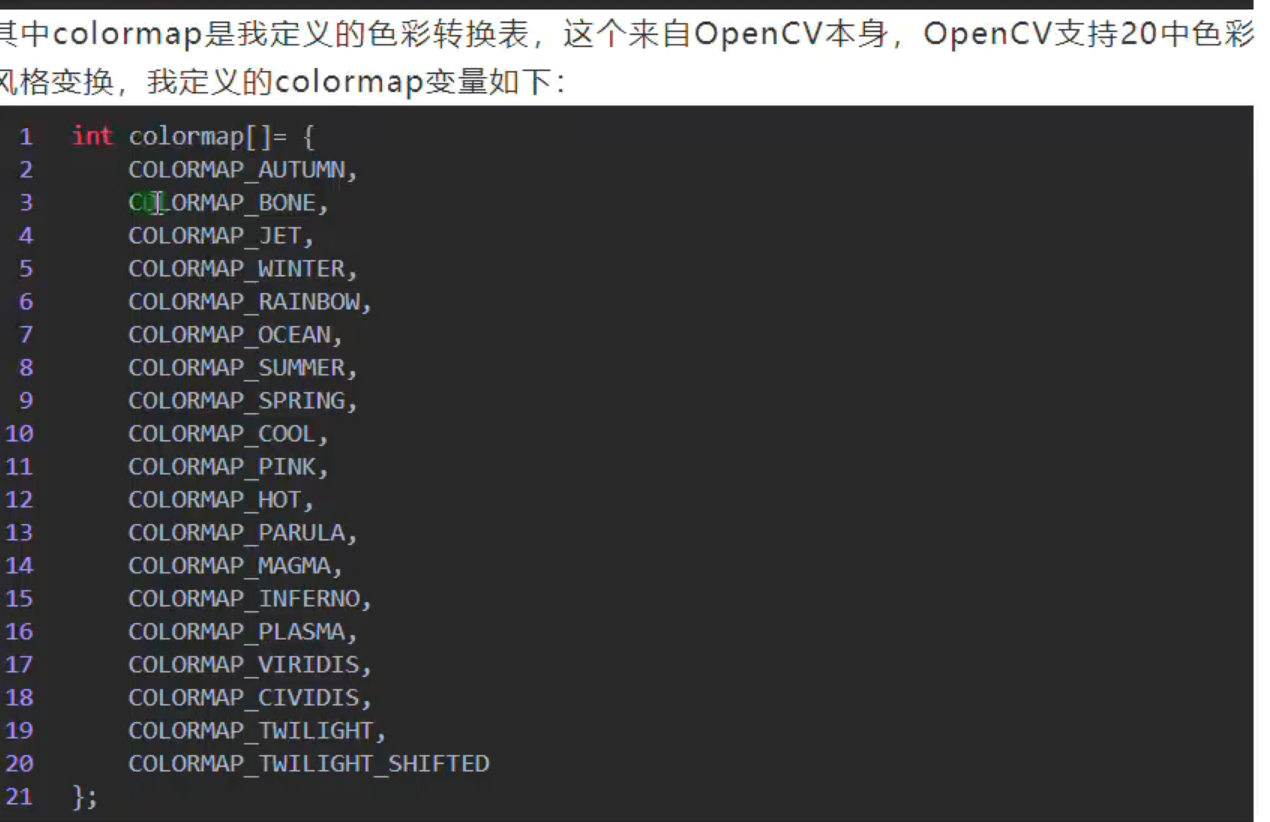 其中colormap是我定义的色彩转换表，这个来自OpenCV本身，OpenCV支持20中色彩
风格变换，我定义的colormap变量如下：
1 int colormap[]= {
2 COLORMAP_AUTUMN,
3 COLORMAP_BONE,
4 COLORMAP_JET,
5 COLORMAP_WINTER,
6 COLORMAP_RAINBOW,
7 COLORMAP_OCEAN,
8 COLORMAP_SUMMER,
9 COLORMAP_SPRING,
10 COLORMAP_COOL,
11 COLORMAP_PINK,
12 COLORMAP_HOT,
13 COLORMAP_PARULA,
14 COLORMAP_MAGMA,
15 COLORMAP_INFERNO,
16 COLORMAP_PLASMA,
17 COLORMAP_VIRIDIS,
18 COLORMAP_CIVIDIS,
19 COLORMAP_TWILIGHT,
20 COLORMAP_TWILIGHT_SHIFTED
21 };